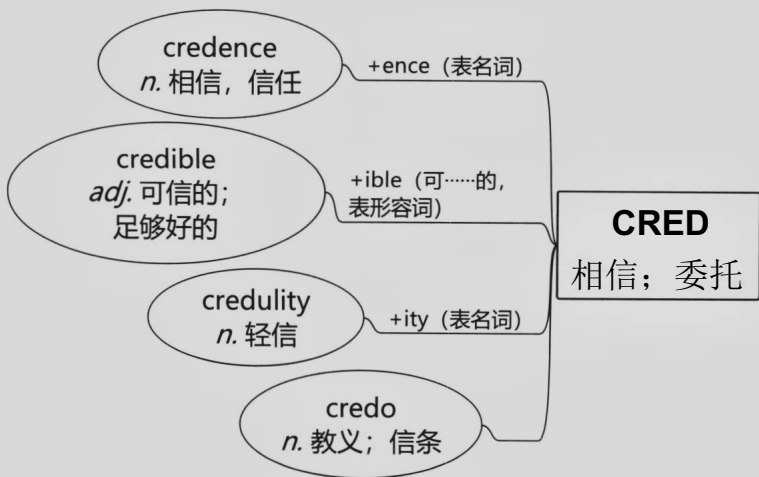 credence
n. 相信，信任
+ence（表名词）
credible
adj. 可信的；
足够好的
+ible（可……的，
表形容词）
CRED
相信；委托
credulity
n. 轻信
+ity（表名词）
credo
n. 教义；信条